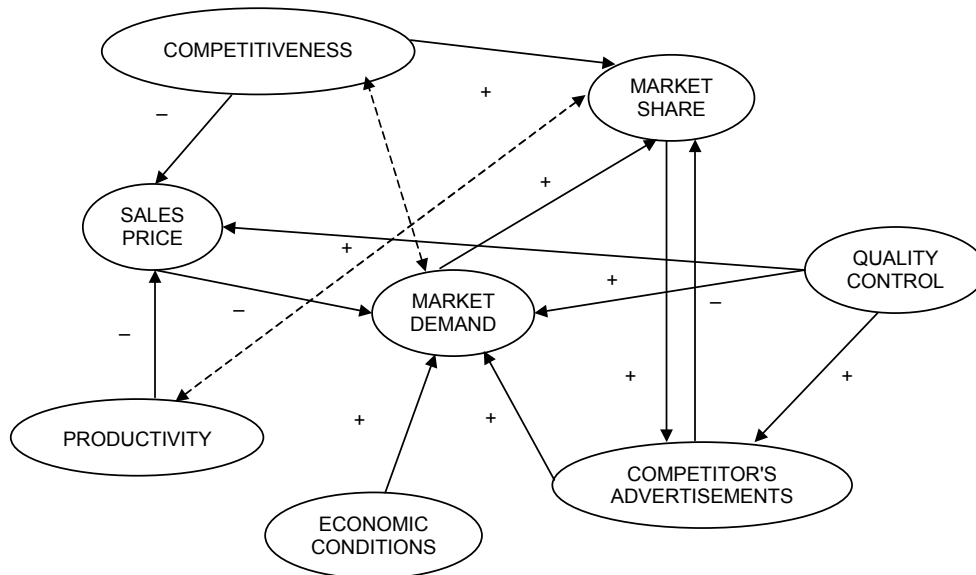 COMPETITIVENESS
MARKET
SHARE
+
–
+
SALES
PRICE
+
QUALITY
CONTROL
+
MARKET
DEMAND
–
–
–
+
+
+
+
PRODUCTIVITY
COMPETITOR'S
ADVERTISEMENTS
ECONOMIC
CONDITIONS